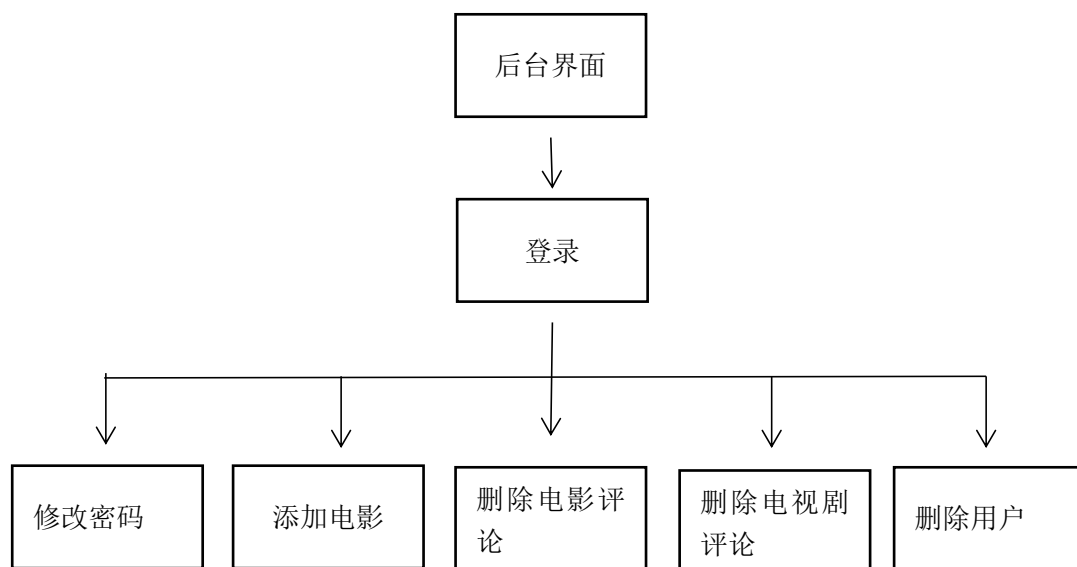 后台界面
登录
修改密码
添加电影
删除电影评
论
删除电视剧
评论
删除用户